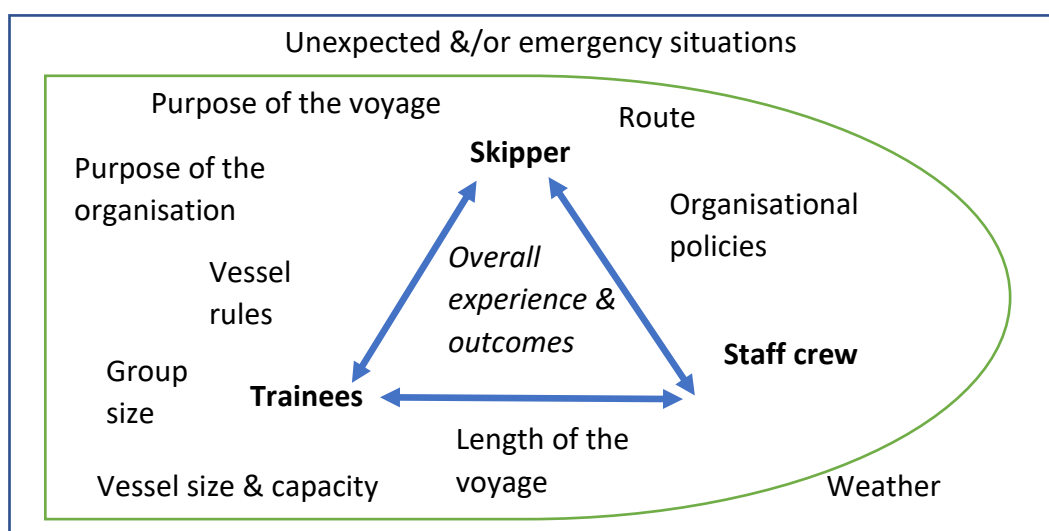 Unexpected &/or emergency situations
Purpose of the voyage
Route
Skipper
Purpose of the
organisation
Organisational
policies
Vessel
rules
Overall
experience &
outcomes
Staff crew
Group
size
Trainees
Length of the
voyage
Vessel size & capacity
Weather